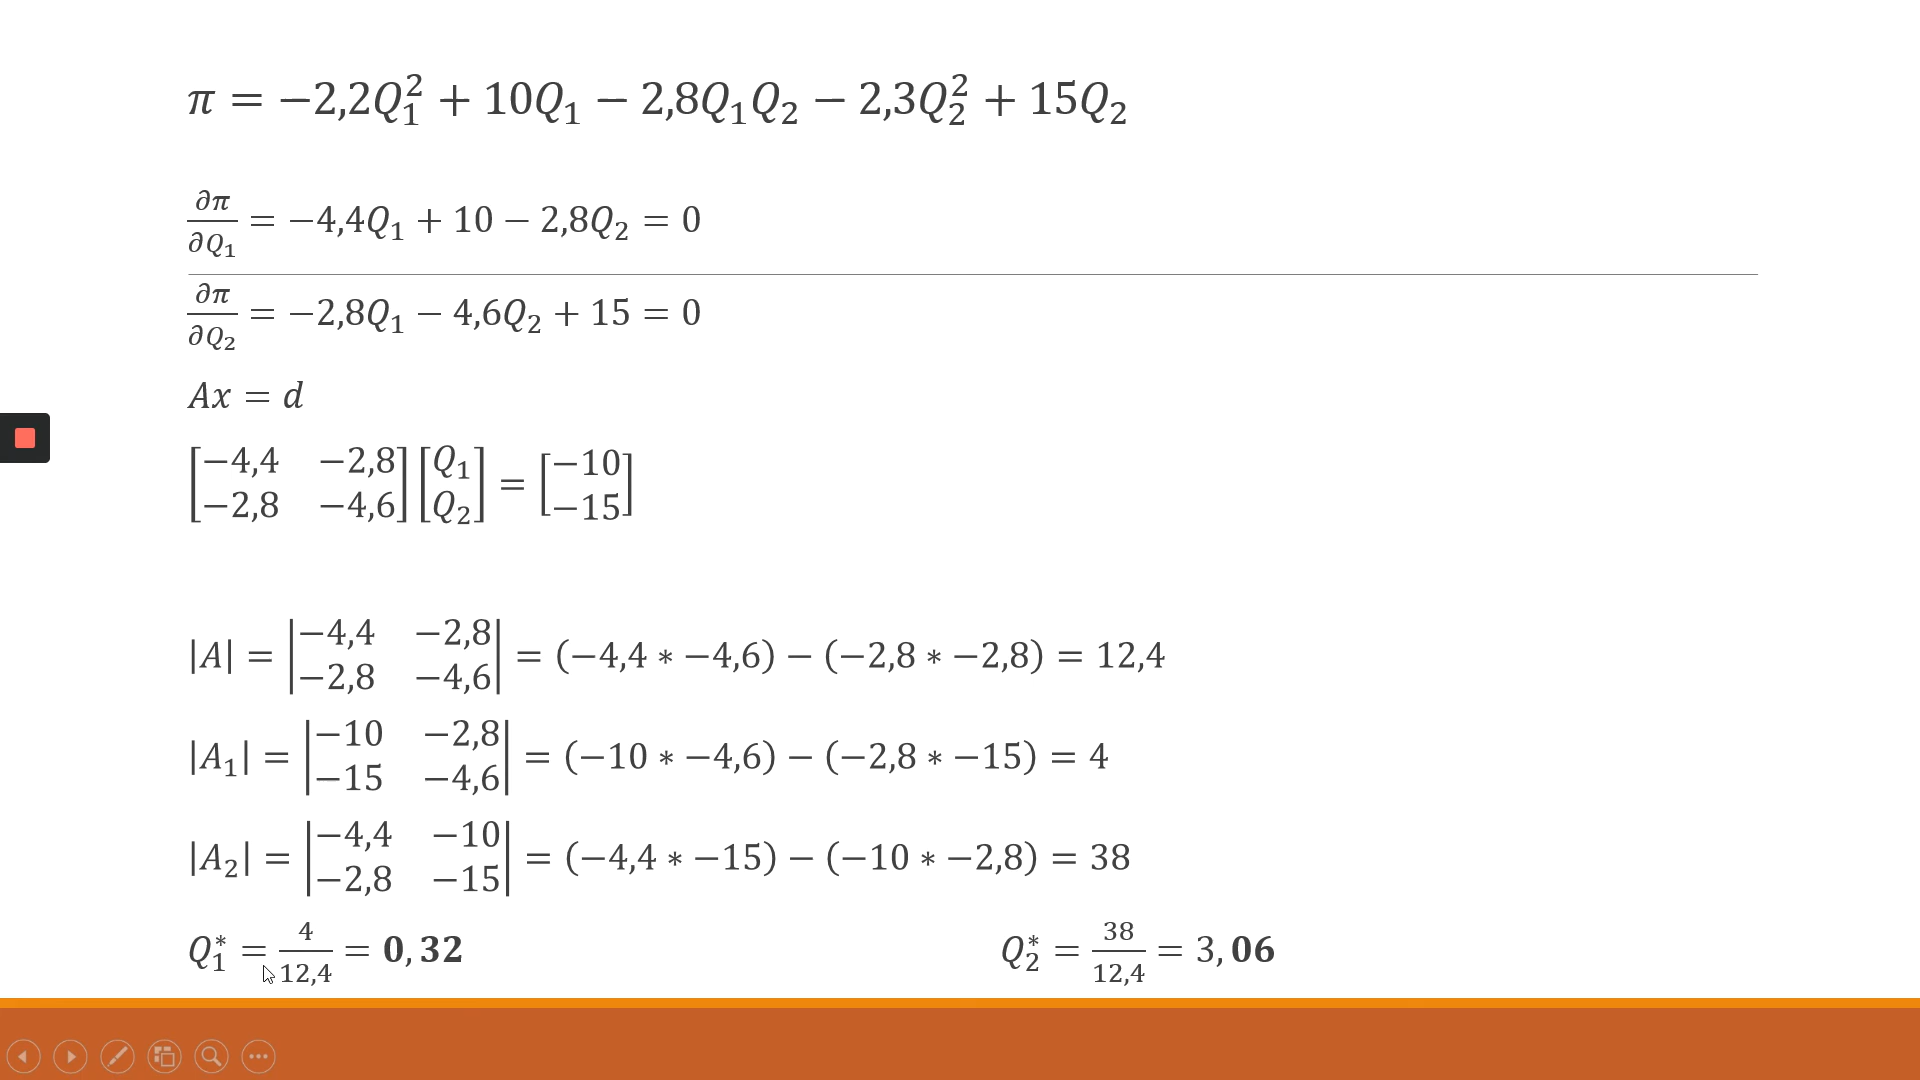 π = −2,2Q₁² + 10Q₁ − 2,8Q₁Q₂ − 2,3Q₂² + 15Q₂
∂π/∂Q₁ = −4,4Q₁ + 10 − 2,8Q₂ = 0
∂π/∂Q₂ = −2,8Q₁ − 4,6Q₂ + 15 = 0
Ax = d
[−4,4 −2,8; −2,8 −4,6] [Q₁; Q₂] = [−10; −15]
|A| = |−4,4 −2,8; −2,8 −4,6| = (−4,4 ∗ −4,6) − (−2,8 ∗ −2,8) = 12,4
|A₁| = |−10 −2,8; −15 −4,6| = (−10 ∗ −4,6) − (−2,8 ∗ −15) = 4
|A₂| = |−4,4 −10; −2,8 −15| = (−4,4 ∗ −15) − (−10 ∗ −2,8) = 38
Q₁* = 4/12,4 = 0,32 Q₂* = 38/12,4 = 3,06